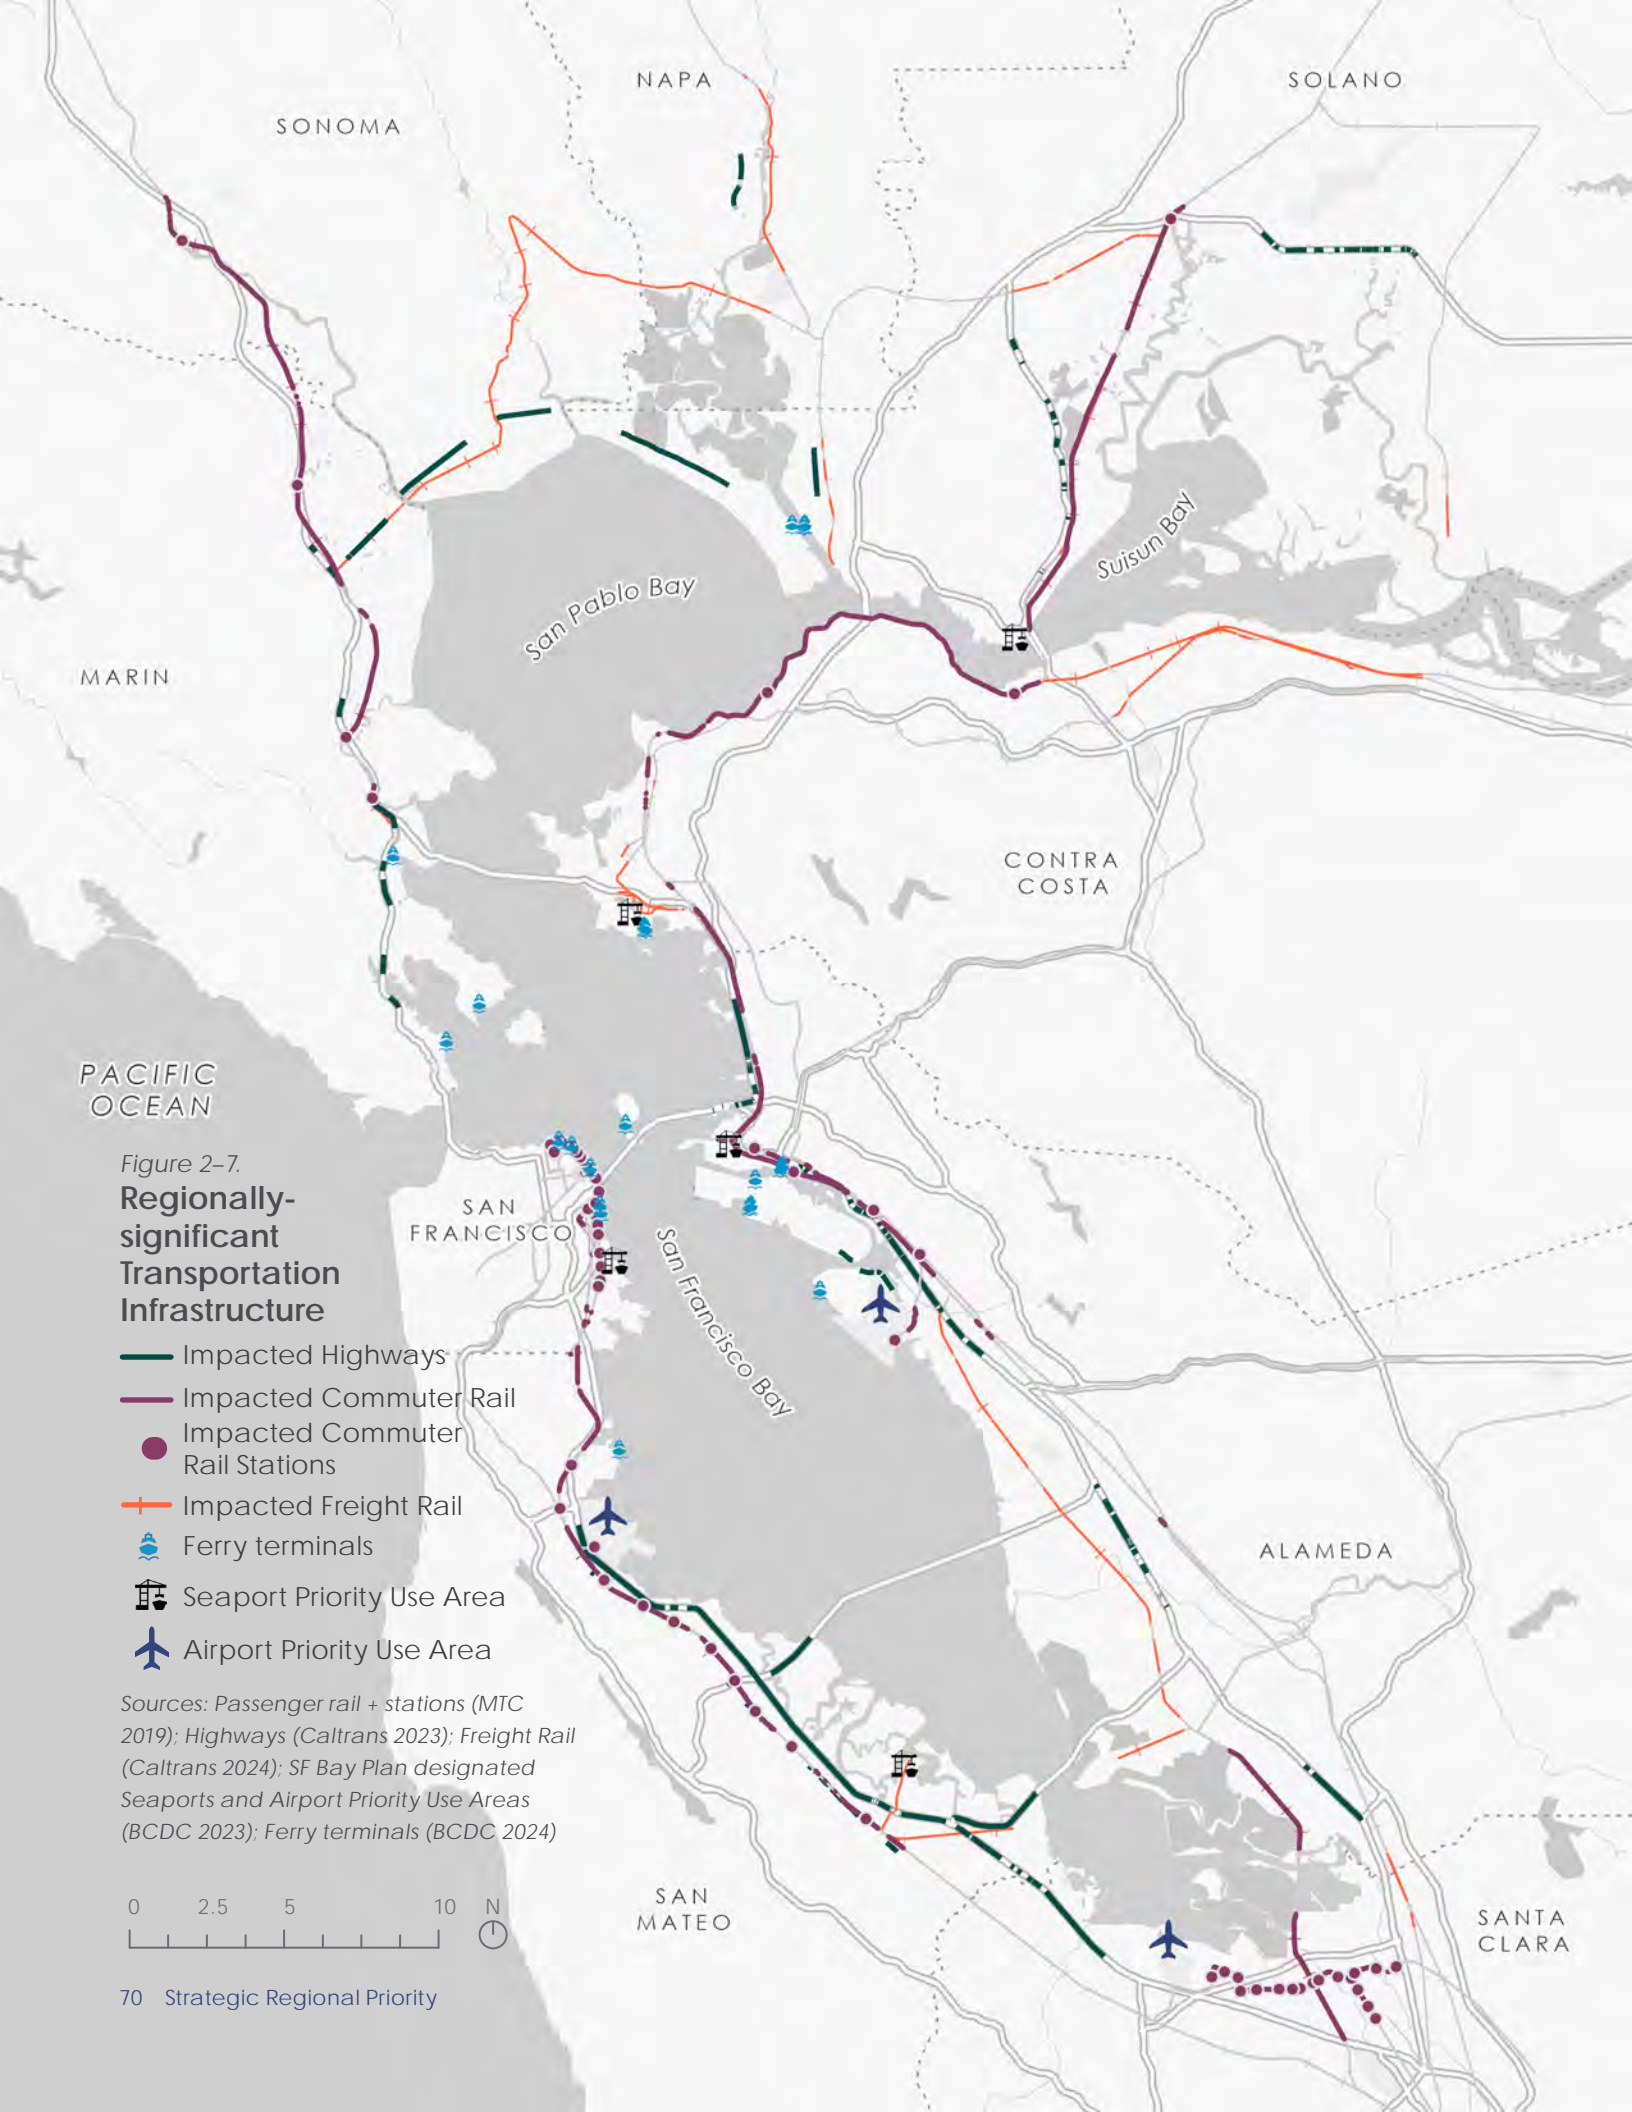 NAPA
SOLANO
SONOMA
Suisun Bay
San Pablo Bay
MARIN
CONTRA
COSTA
PACIFIC
OCEAN
SAN
FRANCISCO
San Francisco Bay
ALAMEDA
SAN
MATEO
SANTA
CLARA
Figure 2–7.
Regionally-
significant
Transportation
Infrastructure
Impacted Highways
Impacted Commuter Rail
Impacted Commuter
Rail Stations
Impacted Freight Rail
Ferry terminals
Seaport Priority Use Area
Airport Priority Use Area
Sources: Passenger rail + stations (MTC
2019); Highways (Caltrans 2023); Freight Rail
(Caltrans 2024); SF Bay Plan designated
Seaports and Airport Priority Use Areas
(BCDC 2023); Ferry terminals (BCDC 2024)
0 2.5 5 10 N
70 Strategic Regional Priority